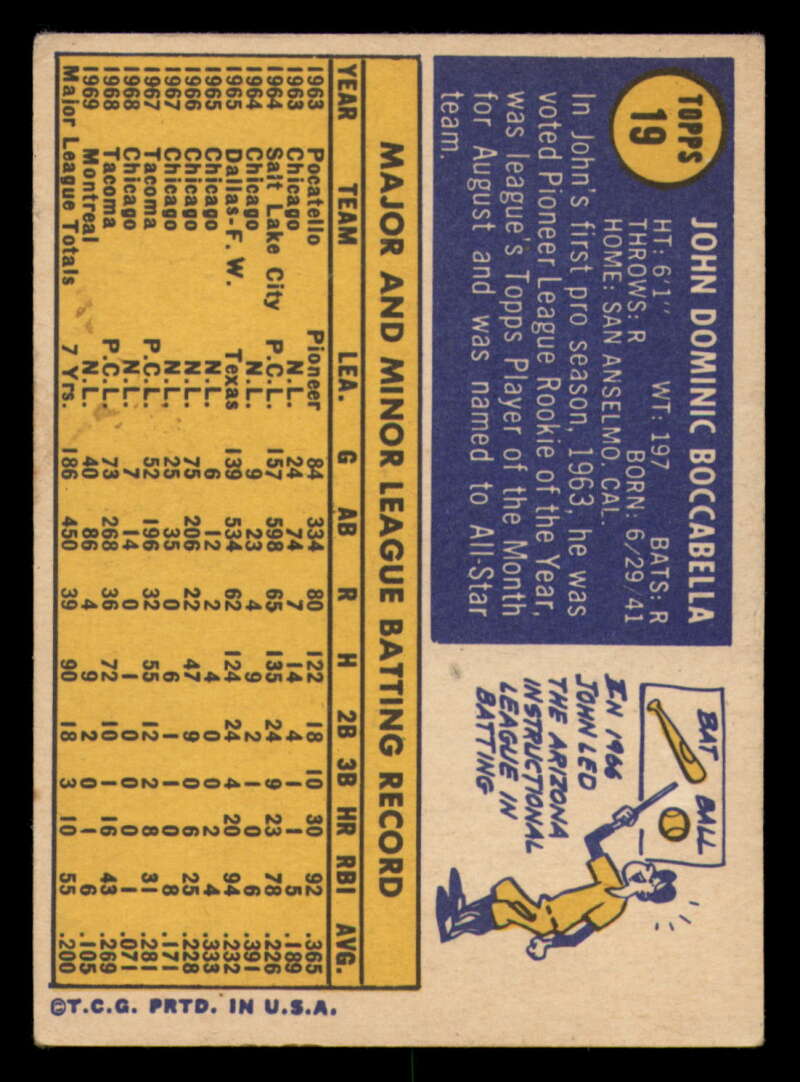 TOPPS
19
JOHN DOMINIC BOCCABELLA
HT: 6'1" WT: 197 BATS: R
THROWS: R BORN: 6/29/41
HOME: SAN ANSELMO, CAL.
In John's first pro season, 1963, he was
voted Pioneer League Rookie of the Year,
was league's Topps Player of the Month
for August and was named to All-Star
team.
BAT BALL
IN 1966
JOHN LED
THE ARIZONA
INSTRUCTIONAL
LEAGUE IN
BATTING
MAJOR AND MINOR LEAGUE BATTING RECORD
YEAR TEAM LEA. G AB R H 2B 3B HR RBI AVG.
1963 Pocatello Pioneer 84 334 80 122 18 10 30 92 .365
1963 Chicago N.L. 24 74 7 14 4 1 1 5 .189
1964 Salt Lake City P.C.L. 157 598 65 135 24 9 23 78 .226
1964 Chicago N.L. 9 23 4 9 2 1 0 6 .391
1965 Dallas-F.W. Texas 139 534 62 124 24 4 20 94 .232
1965 Chicago N.L. 6 12 2 4 0 0 2 4 .333
1966 Chicago N.L. 75 206 22 47 9 0 6 25 .228
1967 Chicago N.L. 25 35 0 6 1 1 0 8 .171
1967 Tacoma P.C.L. 52 196 32 55 12 2 8 31 .281
1968 Chicago N.L. 7 14 0 1 0 0 0 1 .071
1968 Tacoma P.C.L. 73 268 36 72 10 1 16 43 .269
1969 Montreal N.L. 40 86 4 9 2 0 1 6 .105
Major League Totals 7 Yrs. 186 450 39 90 18 3 10 55 .200
©T.C.G. PRTD. IN U.S.A.